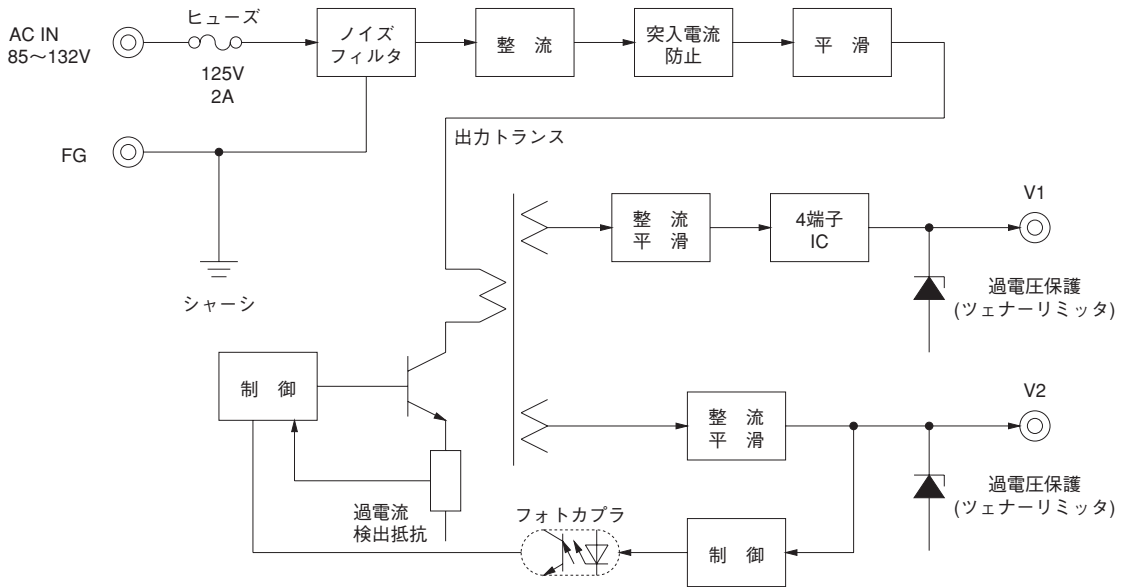 AC IN
85～132V
ヒューズ
125V
2A
ノイズ
フィルタ
整　流
突入電流
防止
平　滑
FG
シャーシ
出力トランス
整　流
平　滑
4端子
IC
V1
過電圧保護
(ツェナーリミッタ)
制　御
過電流
検出抵抗
整　流
平　滑
V2
過電圧保護
(ツェナーリミッタ)
フォトカプラ
制　御